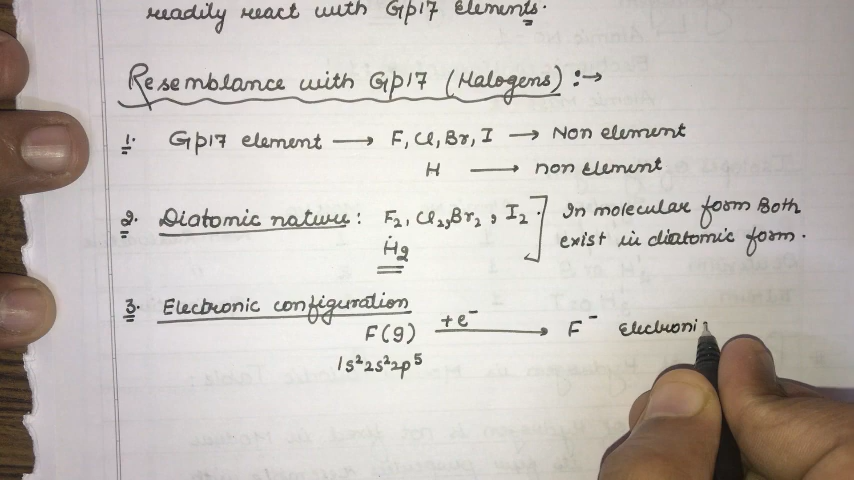 readily react with Gp17 Elements.
Resemblance with Gp17 (Halogens) :→
1. Gp17 element → F, Cl, Br, I → Non element
H → non element
2. Diatomic nature : F2, Cl2, Br2, I2 ] In molecular form Both
H2 exist in diatomic form.
3. Electronic configuration
F(g) +e⁻ → F⁻ Electroni
1s²2s²2p⁵